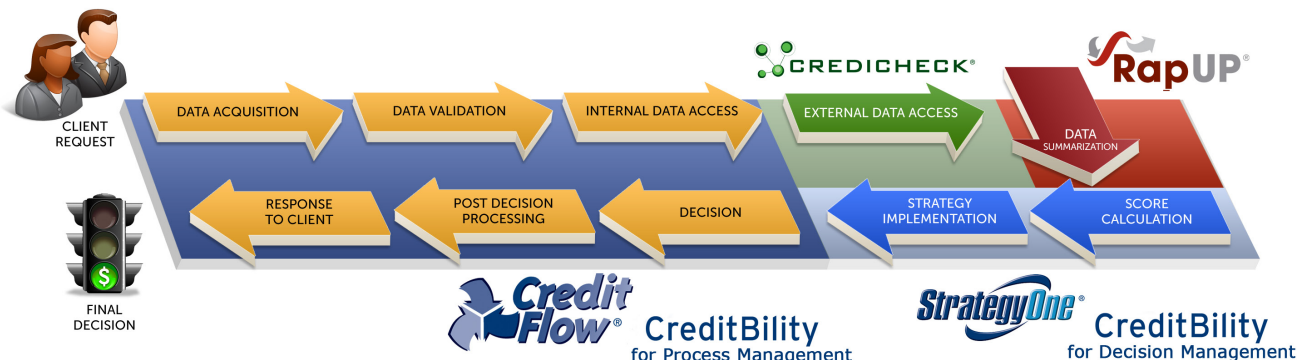 CLIENT
REQUEST
DATA ACQUISITION
DATA VALIDATION
INTERNAL DATA ACCESS
CREDICHECK®
EXTERNAL DATA ACCESS
RapUP®
DATA
SUMMARIZATION
SCORE
CALCULATION
STRATEGY
IMPLEMENTATION
DECISION
POST DECISION
PROCESSING
RESPONSE
TO CLIENT
$
FINAL
DECISION
Credit
Flow®
CreditBility
for Process Management
StrategyOne®
CreditBility
for Decision Management